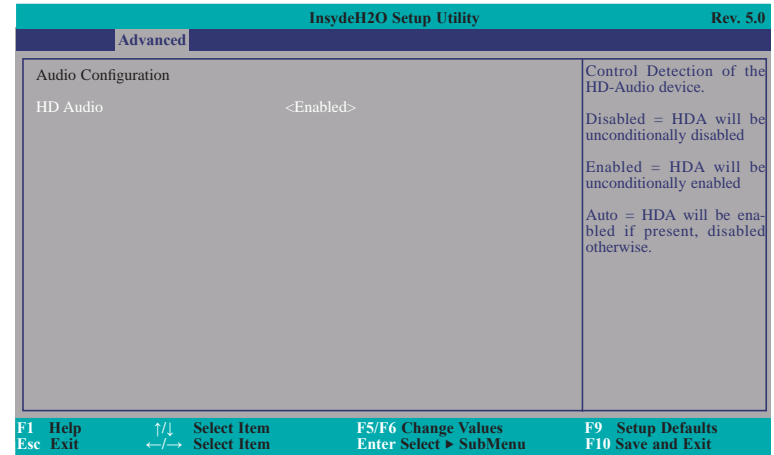 InsydeH2O Setup Utility Rev. 5.0
Advanced
Audio Configuration
HD Audio <Enabled>
Control Detection of the
HD-Audio device.
Disabled = HDA will be
unconditionally disabled
Enabled = HDA will be
unconditionally enabled
Auto = HDA will be ena-
bled if present, disabled
otherwise.
F1 Help ↑/↓ Select Item F5/F6 Change Values F9 Setup Defaults
Esc Exit ←/→ Select Item Enter Select ▶ SubMenu F10 Save and Exit